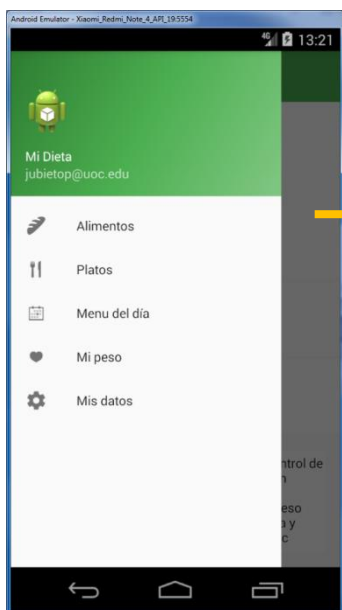 Android Emulator - Xiaomi_Redmi_Note_4_API_19:5554
4G 13:21
Mi Dieta
jubietop@uoc.edu
Alimentos
Platos
Menu del día
Mi peso
Mis datos
ntrol de
n
eso
a y
c